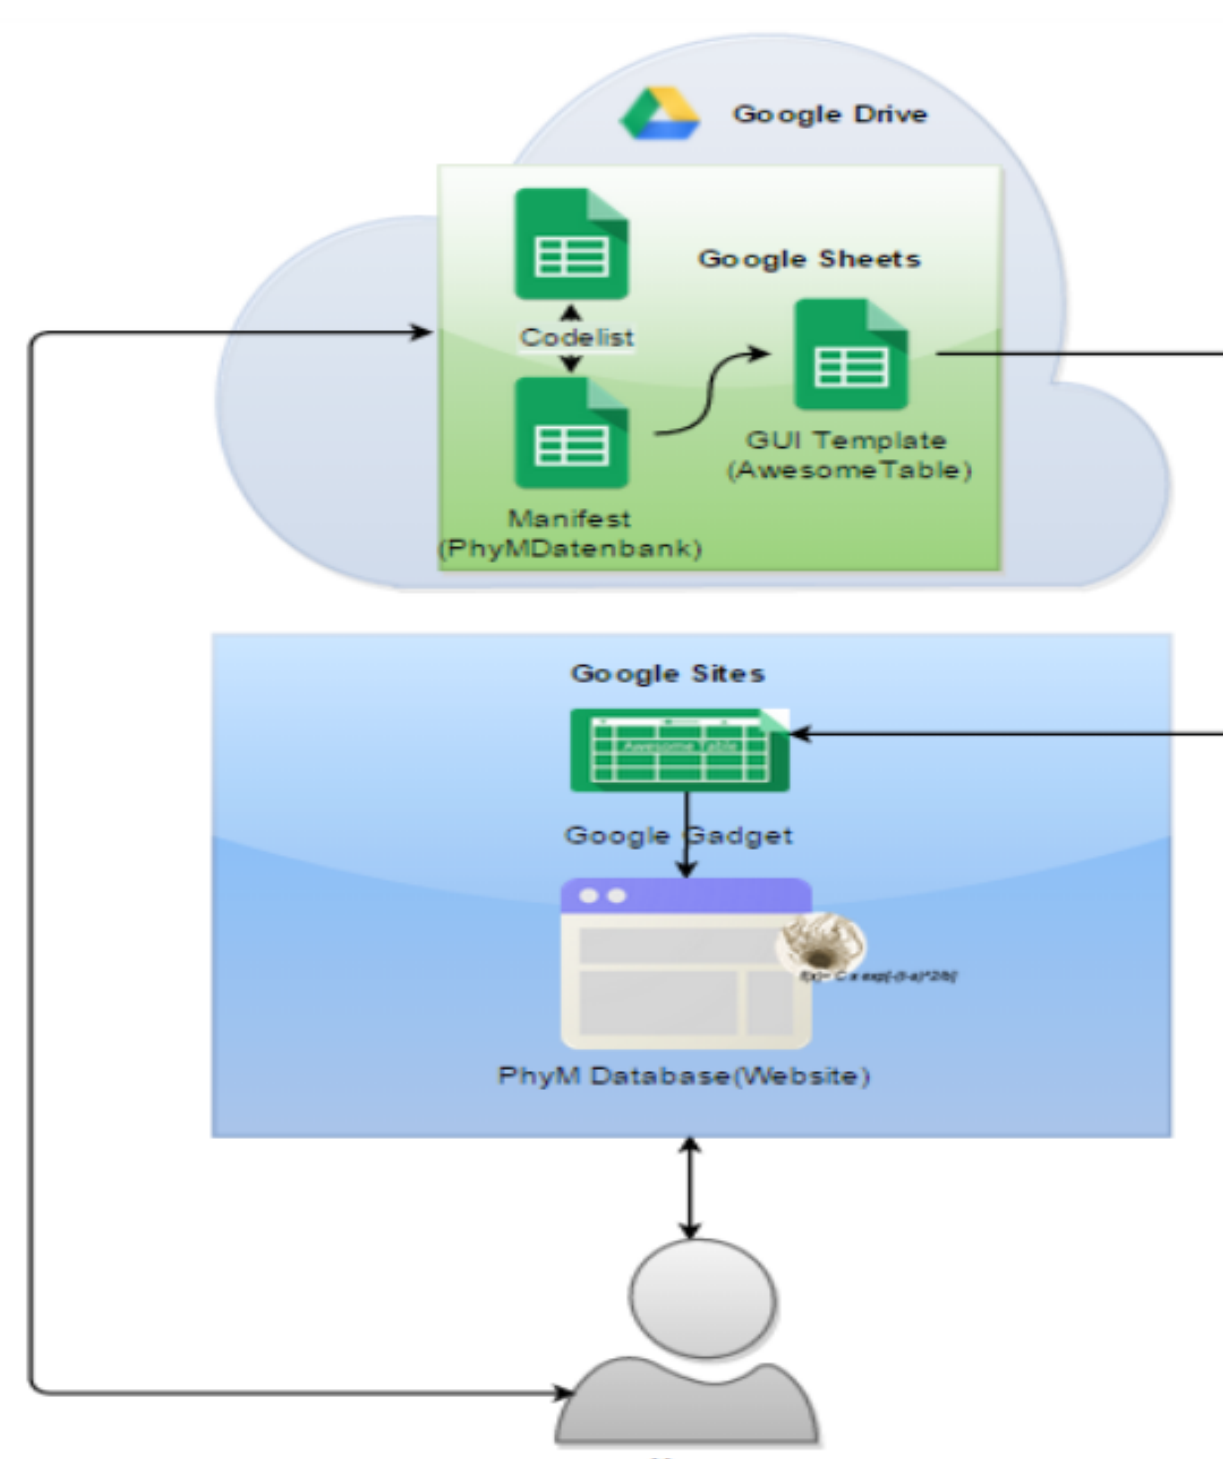 Google Drive
Google Sheets
Codelist
GUI Template
(AwesomeTable)
Manifest
(PhyMDatenbank)
Google Sites
Awesome Table
Google Gadget
PhyM Database(Website)